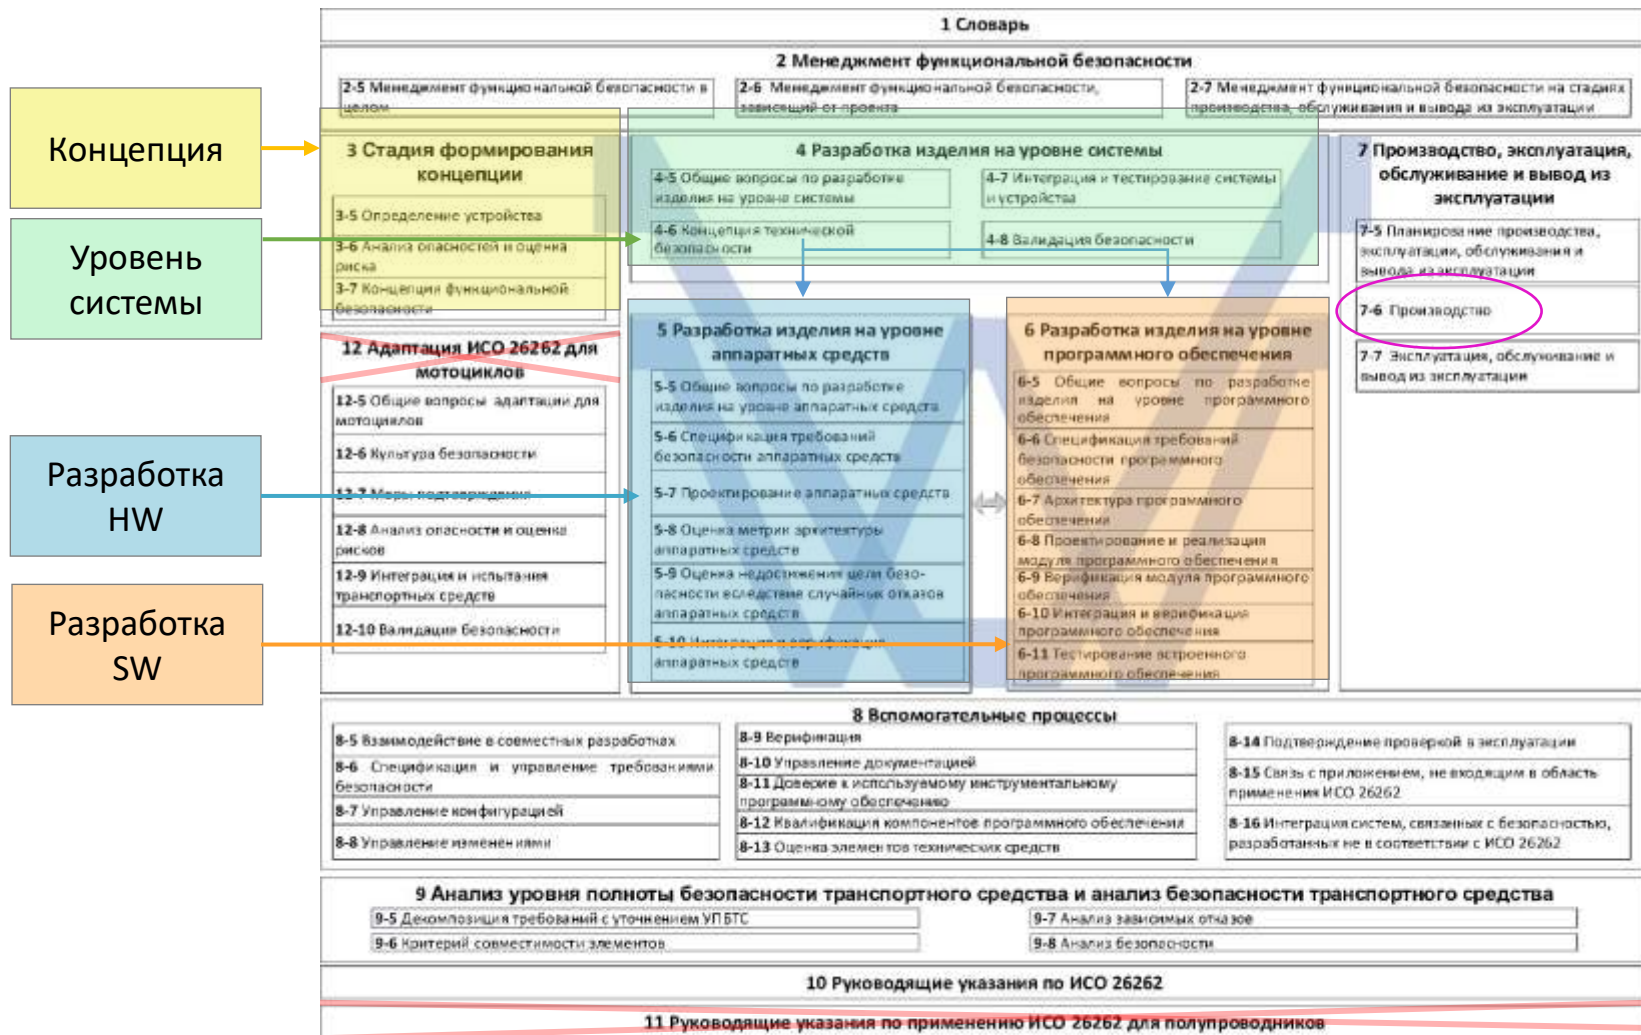 1 Словарь
2 Менеджмент функциональной безопасности
2-5 Менеджмент функциональной безопасности в
целом
2-6 Менеджмент функциональной безопасности,
зависящий от проекта
2-7 Менеджмент функциональной безопасности на стадиях
производства, обслуживания и вывода из эксплуатации
Концепция
Уровень
системы
Разработка
HW
Разработка
SW
3 Стадия формирования
концепции
3-5 Определение устройства
3-6 Анализ опасностей и оценка
риска
3-7 Концепция функциональной
безопасности
4 Разработка изделия на уровне системы
4-5 Общие вопросы по разработке
изделия на уровне системы
4-6 Концепция технической
безопасности
4-7 Интеграция и тестирование системы
и устройства
4-8 Валидация безопасности
7 Производство, эксплуатация,
обслуживание и вывод из
эксплуатации
7-5 Планирование производства,
эксплуатации, обслуживания и
вывода из эксплуатации
7-6 Производство
7-7 Эксплуатация, обслуживание и
вывод из эксплуатации
12 Адаптация ИСО 26262 для
мотоциклов
12-5 Общие вопросы адаптации для
мотоциклов
12-6 Культура безопасности
12-7 Меры подтверждения
12-8 Анализ опасности и оценка
рисков
12-9 Интеграция и испытания
транспортных средств
12-10 Валидация безопасности
5 Разработка изделия на уровне
аппаратных средств
5-5 Общие вопросы по разработке
изделия на уровне аппаратных средств
5-6 Спецификация требований
безопасности аппаратных средств
5-7 Проектирование аппаратных средств
5-8 Оценка метрик архитектуры
аппаратных средств
5-9 Оценка недостижения цели безо-
пасности вследствие случайных отказов
аппаратных средств
5-10 Интеграция и верификация
аппаратных средств
6 Разработка изделия на уровне
программного обеспечения
6-5 Общие вопросы по разработке
изделия на уровне программного
обеспечения
6-6 Спецификация требований
безопасности программного
обеспечения
6-7 Архитектура программного
обеспечения
6-8 Проектирование и реализация
модуля программного обеспечения
6-9 Верификация модуля программного
обеспечения
6-10 Интеграция и верификация
программного обеспечения
6-11 Тестирование встроенного
программного обеспечения
8 Вспомогательные процессы
8-5 Взаимодействие в совместных разработках
8-6 Спецификация и управление требованиями
безопасности
8-7 Управление конфигурацией
8-8 Управление изменениями
8-9 Верификация
8-10 Управление документацией
8-11 Доверие к используемому инструментальному
программному обеспечению
8-12 Квалификация компонентов программного обеспечения
8-13 Оценка элементов технических средств
8-14 Подтверждение проверкой в эксплуатации
8-15 Связь с приложением, не входящим в область
применения ИСО 26262
8-16 Интеграция систем, связанных с безопасностью,
разработанных не в соответствии с ИСО 26262
9 Анализ уровня полноты безопасности транспортного средства и анализ безопасности транспортного средства
9-5 Декомпозиция требований с уточнением УПБТС
9-6 Критерий совместимости элементов
9-7 Анализ зависимых отказов
9-8 Анализ безопасности
10 Руководящие указания по ИСО 26262
11 Руководящие указания по применению ИСО 26262 для полупроводников